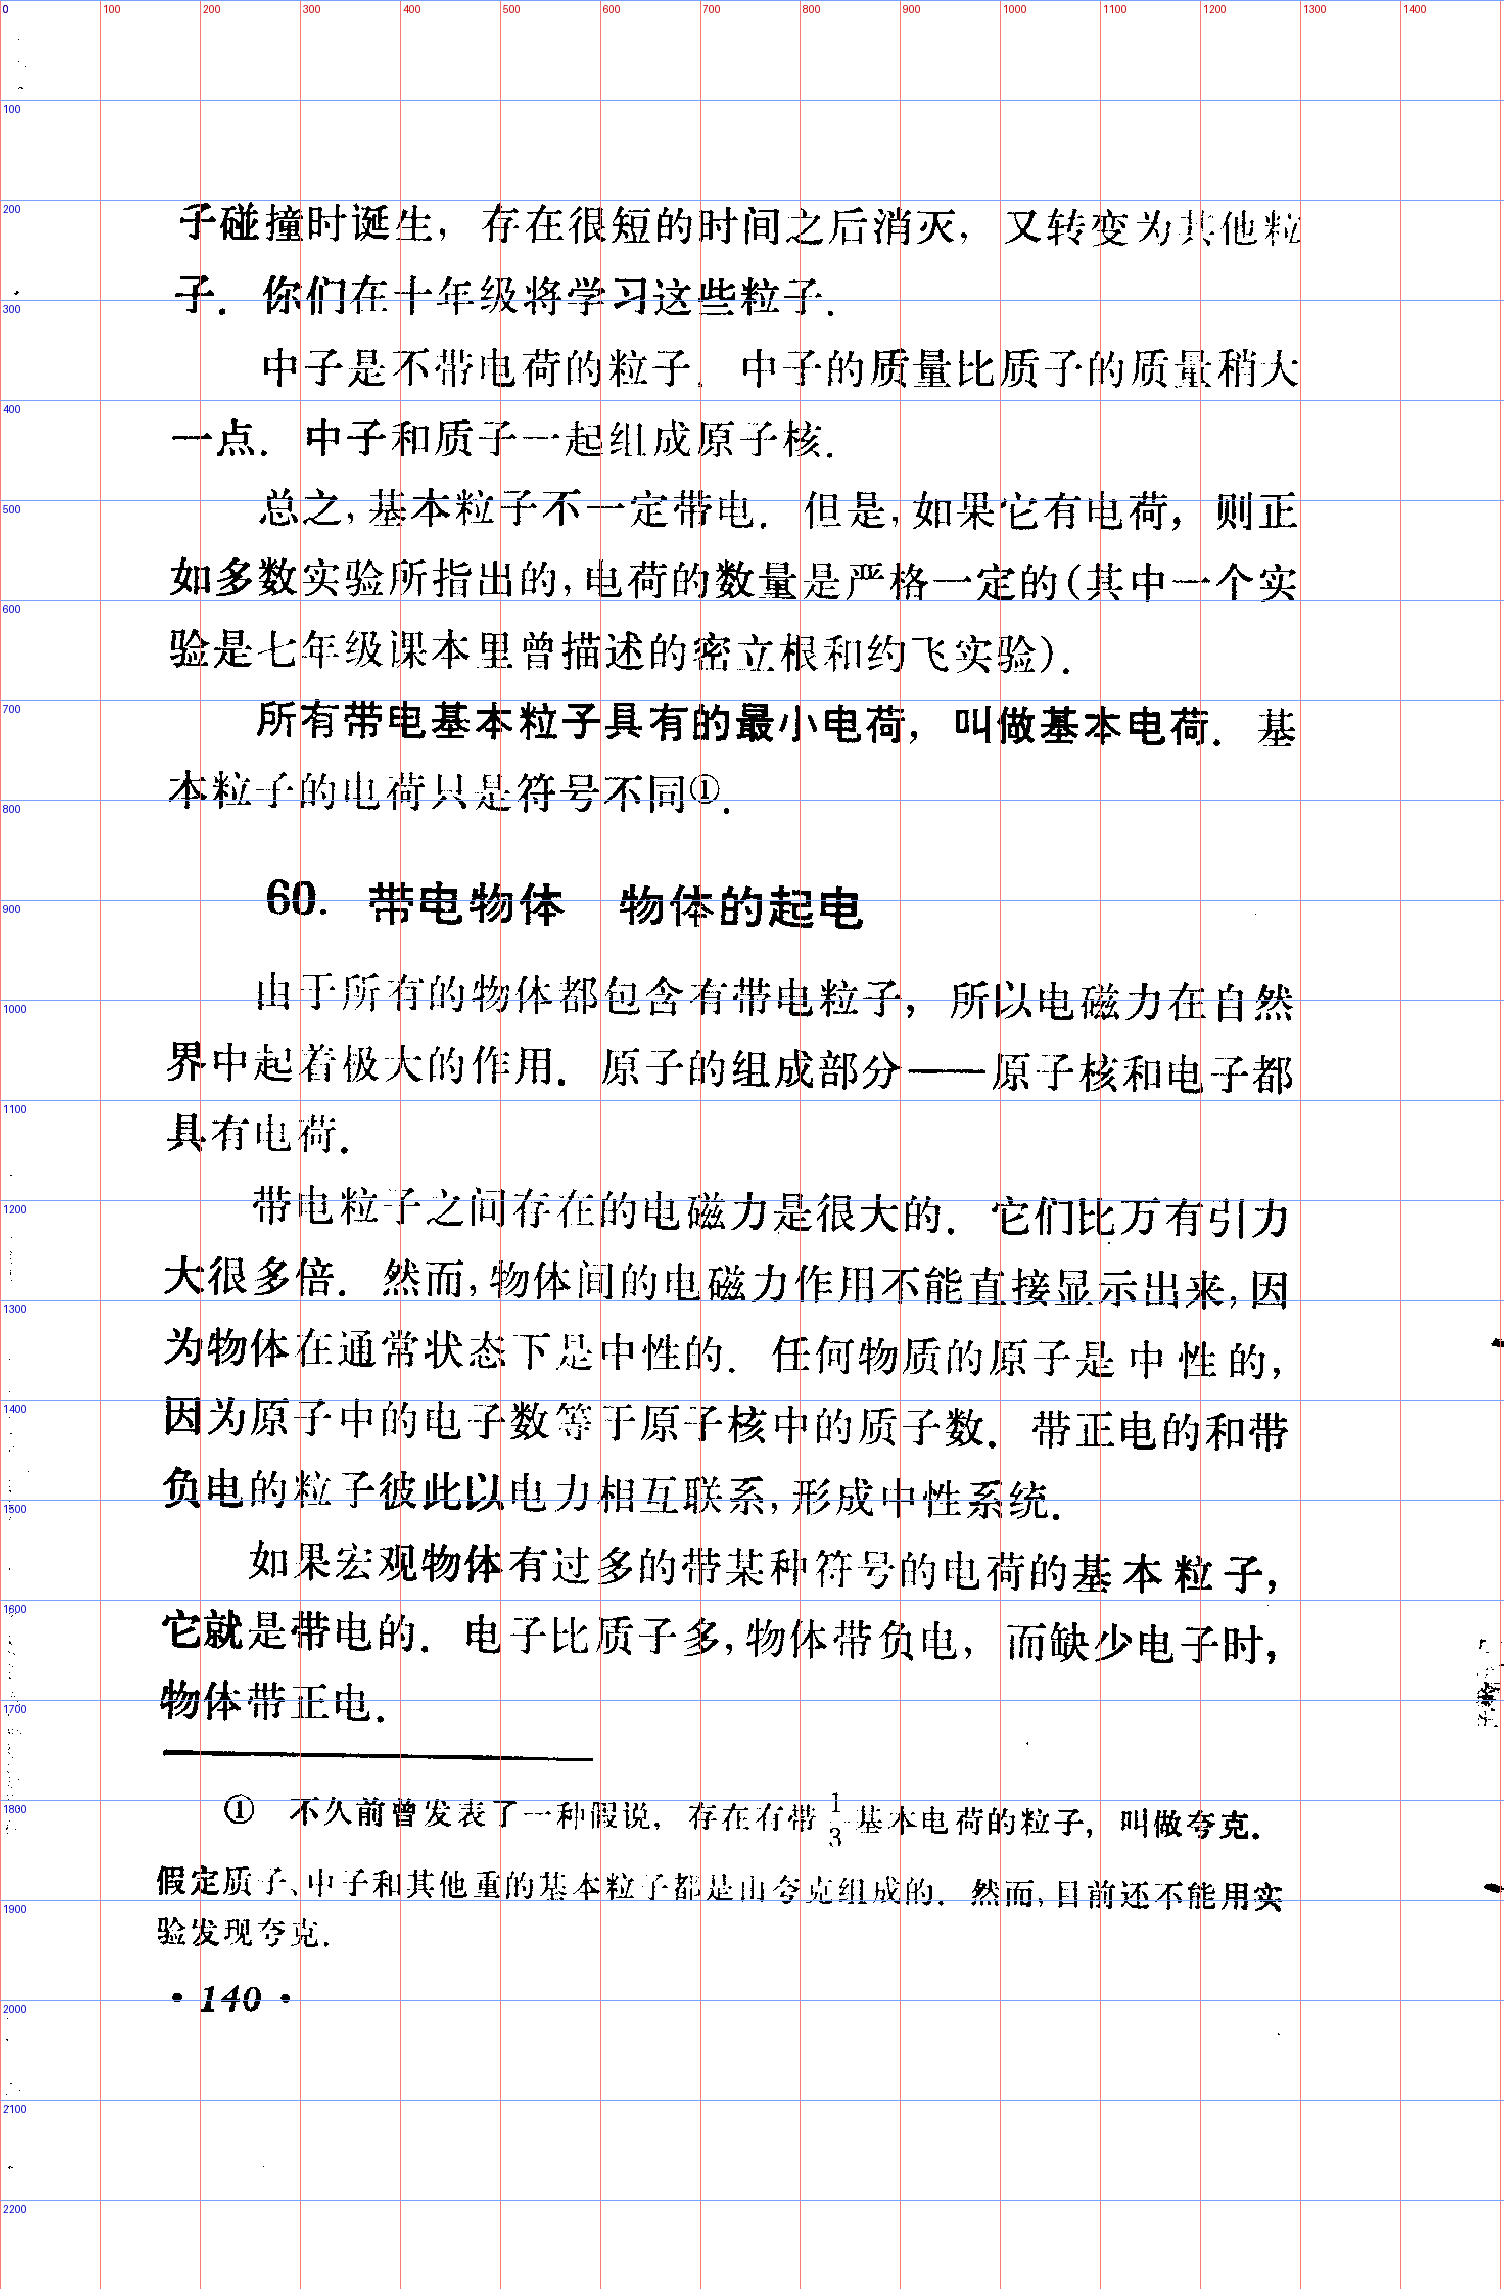 子碰撞时诞生，存在很短的时间之后消灭，又转变为其他粒
子．你们在十年级将学习这些粒子．
中子是不带电荷的粒子．中子的质量比质子的质量稍大
一点．中子和质子一起组成原子核．
总之，基本粒子不一定带电．但是，如果它有电荷，则正
如多数实验所指出的，电荷的数量是严格一定的（其中一个实
验是七年级课本里曾描述的密立根和约飞实验）．
所有带电基本粒子具有的最小电荷，叫做基本电荷．基
本粒子的电荷只是符号不同①．
60．带电物体　物体的起电
由于所有的物体都包含有带电粒子，所以电磁力在自然
界中起着极大的作用．原子的组成部分——原子核和电子都
具有电荷．
带电粒子之间存在的电磁力是很大的．它们比万有引力
大很多倍．然而，物体间的电磁力作用不能直接显示出来，因
为物体在通常状态下是中性的．任何物质的原子是中性的，
因为原子中的电子数等于原子核中的质子数．带正电的和带
负电的粒子彼此以电力相互联系，形成中性系统．
如果宏观物体有过多的带某种符号的电荷的基本粒子，
它就是带电的．电子比质子多，物体带负电，而缺少电子时，
物体带正电．
①　不久前曾发表了一种假说，存在有带1/3基本电荷的粒子，叫做夸克．
假定质子、中子和其他重的基本粒子都是由夸克组成的．然而，目前还不能用实
验发现夸克．
· 140 ·